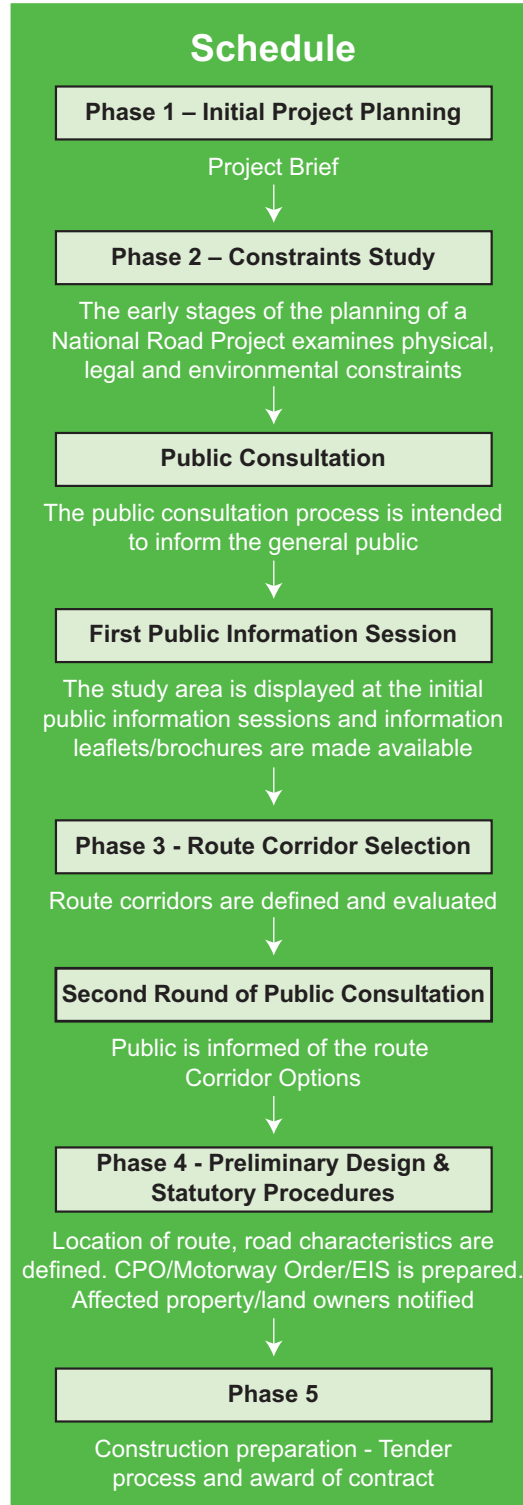 Schedule
Phase 1 – Initial Project Planning
Project Brief
Phase 2 – Constraints Study
The early stages of the planning of a
National Road Project examines physical,
legal and environmental constraints
Public Consultation
The public consultation process is intended
to inform the general public
First Public Information Session
The study area is displayed at the initial
public information sessions and information
leaflets/brochures are made available
Phase 3 - Route Corridor Selection
Route corridors are defined and evaluated
Second Round of Public Consultation
Public is informed of the route
Corridor Options
Phase 4 - Preliminary Design &
Statutory Procedures
Location of route, road characteristics are
defined. CPO/Motorway Order/EIS is prepared.
Affected property/land owners notified
Phase 5
Construction preparation - Tender
process and award of contract